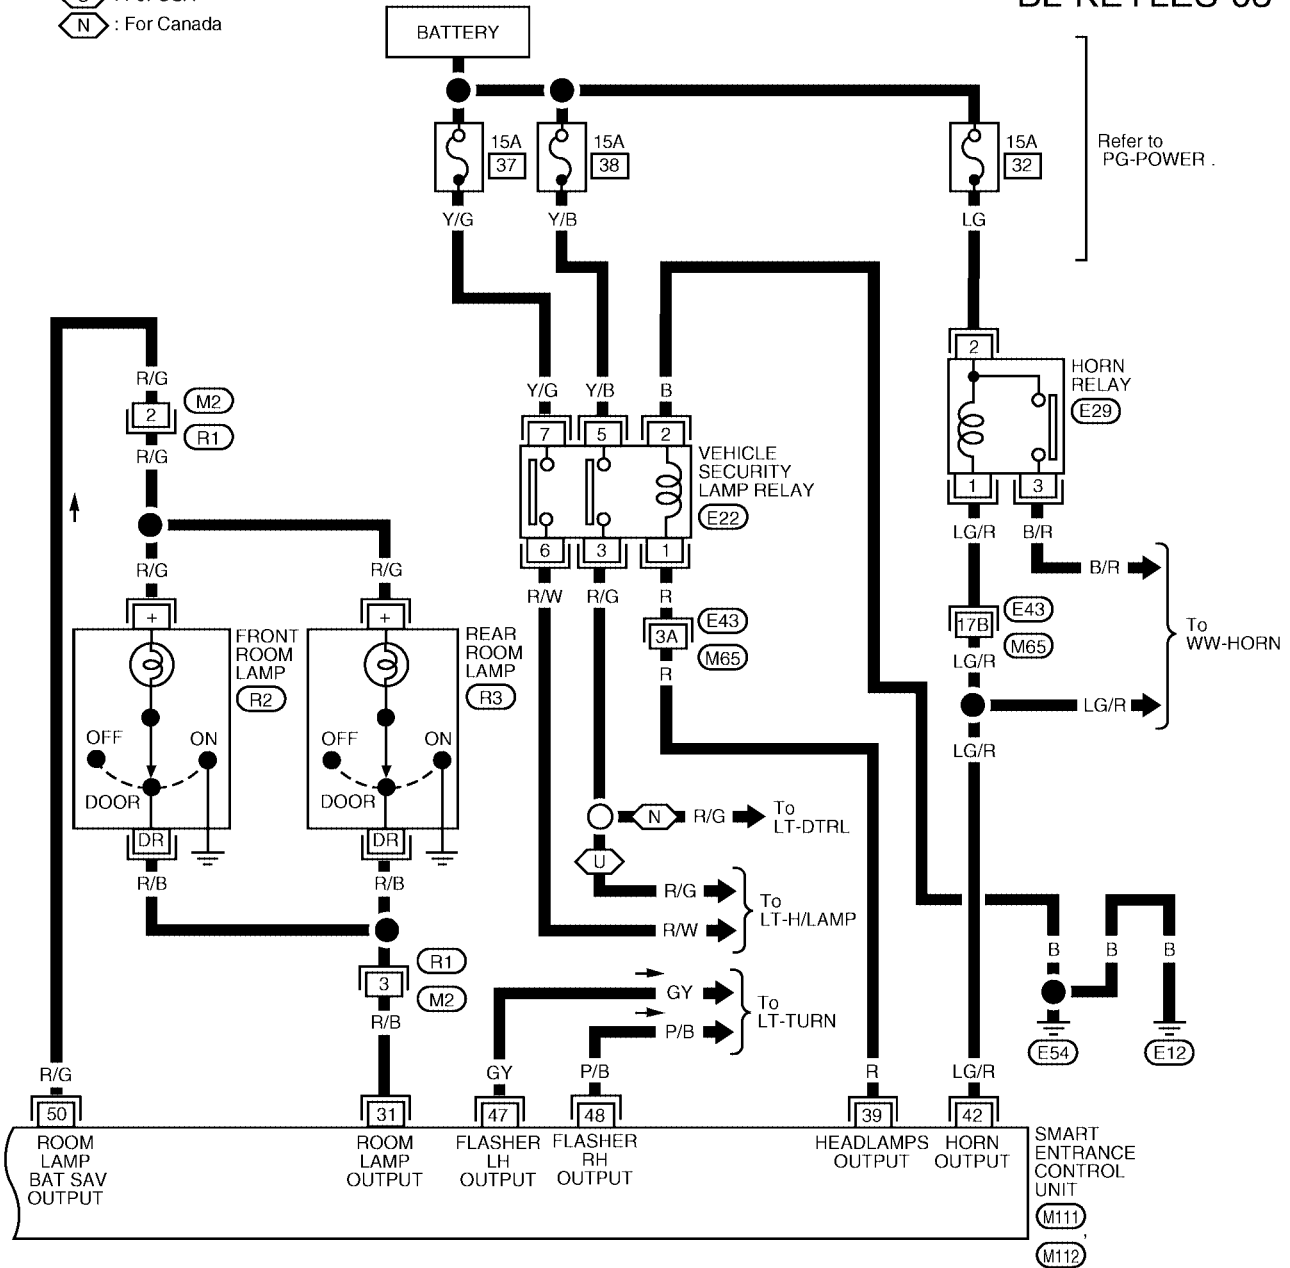 N : For Canada
BATTERY
15A
37
15A
38
15A
32
Refer to
PG-POWER .
Y/G
Y/B
LG
R/G
2
M2
R1
R/G
Y/G
Y/B
B
7
5
2
VEHICLE
SECURITY
LAMP RELAY
E22
6
3
1
2
HORN
RELAY
E29
1
3
LG/R
B/R
B/R
17B
E43
M65
To
WW-HORN
LG/R
LG/R
LG/R
R/G
R/G
+
+
FRONT
ROOM
LAMP
R2
REAR
ROOM
LAMP
R3
OFF
ON
DOOR
OFF
ON
DOOR
DR
DR
R/B
R/B
R/W
R/G
R
3A
E43
M65
R
N
R/G
To
LT-DTRL
U
R/G
R/W
To
LT-H/LAMP
R1
3
M2
R/B
GY
P/B
To
LT-TURN
B
B
B
E54
E12
R/G
GY
P/B
R
LG/R
50
31
47
48
39
42
ROOM
LAMP
BAT SAV
OUTPUT
ROOM
LAMP
OUTPUT
FLASHER
LH
OUTPUT
FLASHER
RH
OUTPUT
HEADLAMPS
OUTPUT
HORN
OUTPUT
SMART
ENTRANCE
CONTROL
UNIT
M111
,
M112